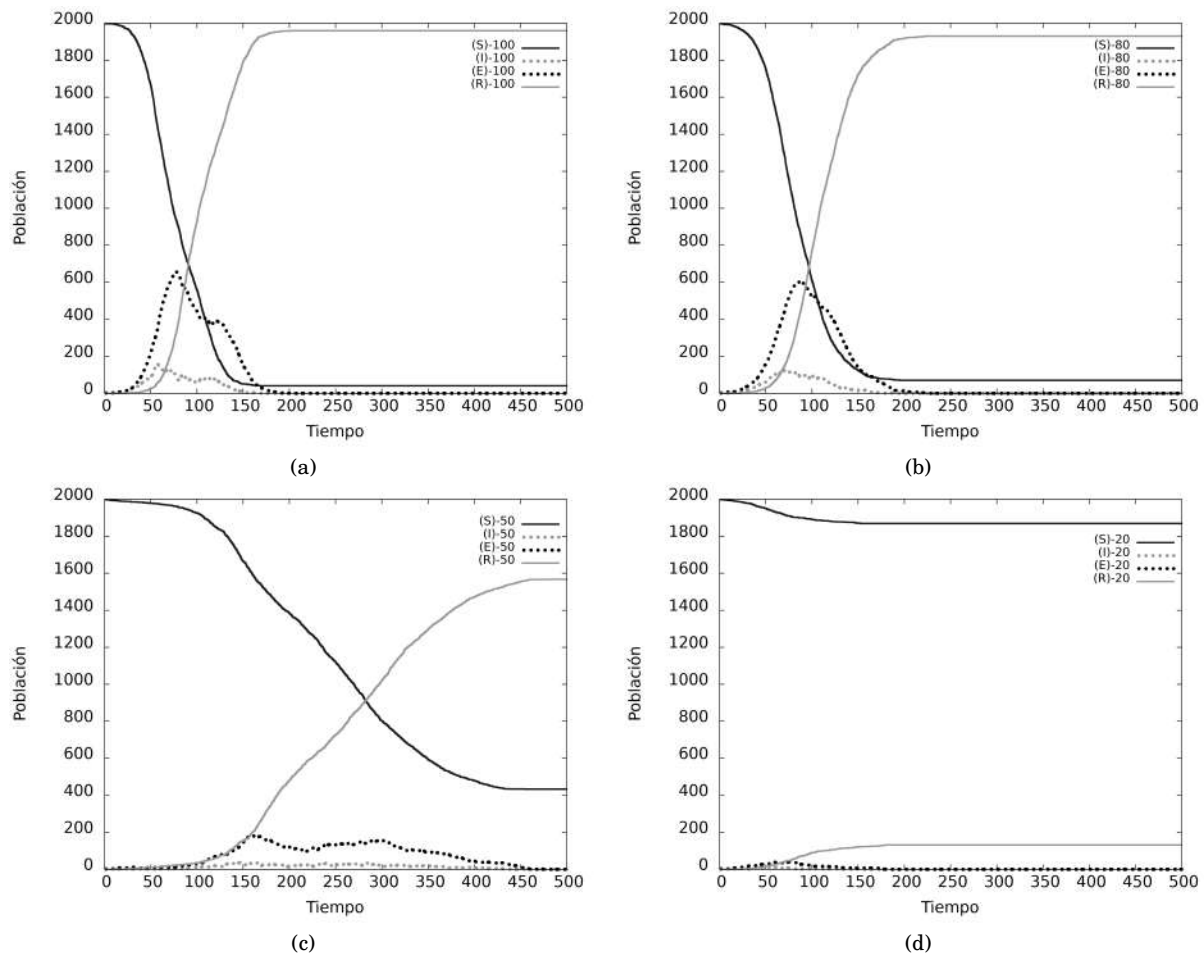 2000
1800
1600
1400
1200
1000
800
600
400
200
0
Población
(S)-100
(I)-100
(E)-100
(R)-100
0 50 100 150 200 250 300 350 400 450 500
Tiempo
(a)
2000
1800
1600
1400
1200
1000
800
600
400
200
0
Población
(S)-80
(I)-80
(E)-80
(R)-80
0 50 100 150 200 250 300 350 400 450 500
Tiempo
(b)
2000
1800
1600
1400
1200
1000
800
600
400
200
0
Población
(S)-50
(I)-50
(E)-50
(R)-50
0 50 100 150 200 250 300 350 400 450 500
Tiempo
(c)
2000
1800
1600
1400
1200
1000
800
600
400
200
0
Población
(S)-20
(I)-20
(E)-20
(R)-20
0 50 100 150 200 250 300 350 400 450 500
Tiempo
(d)